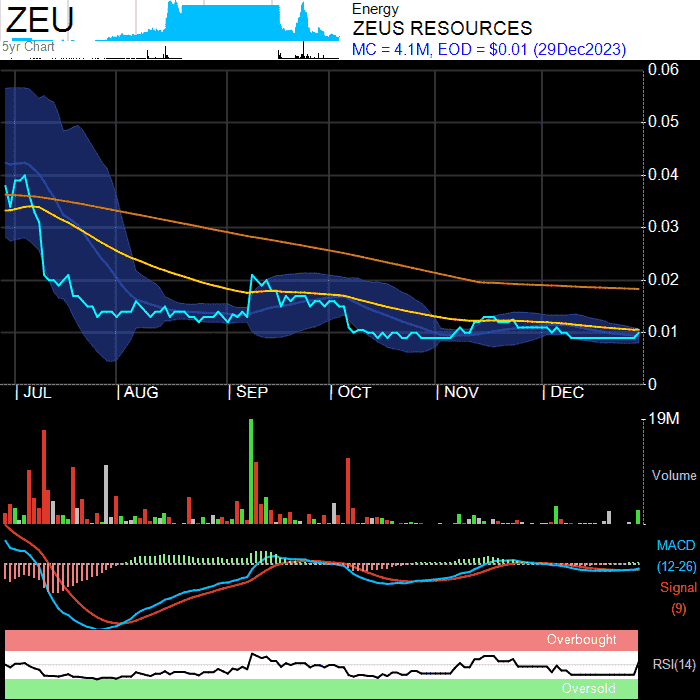 ZEU
5yr Chart
Energy
ZEUS RESOURCES
MC = 4.1M, EOD = $0.01 (29Dec2023)
0.06
0.05
0.04
0.03
0.02
0.01
0
JUL AUG SEP OCT NOV DEC
19M
Volume
MACD
(12-26)
Signal
(9)
Overbought
RSI(14)
Oversold